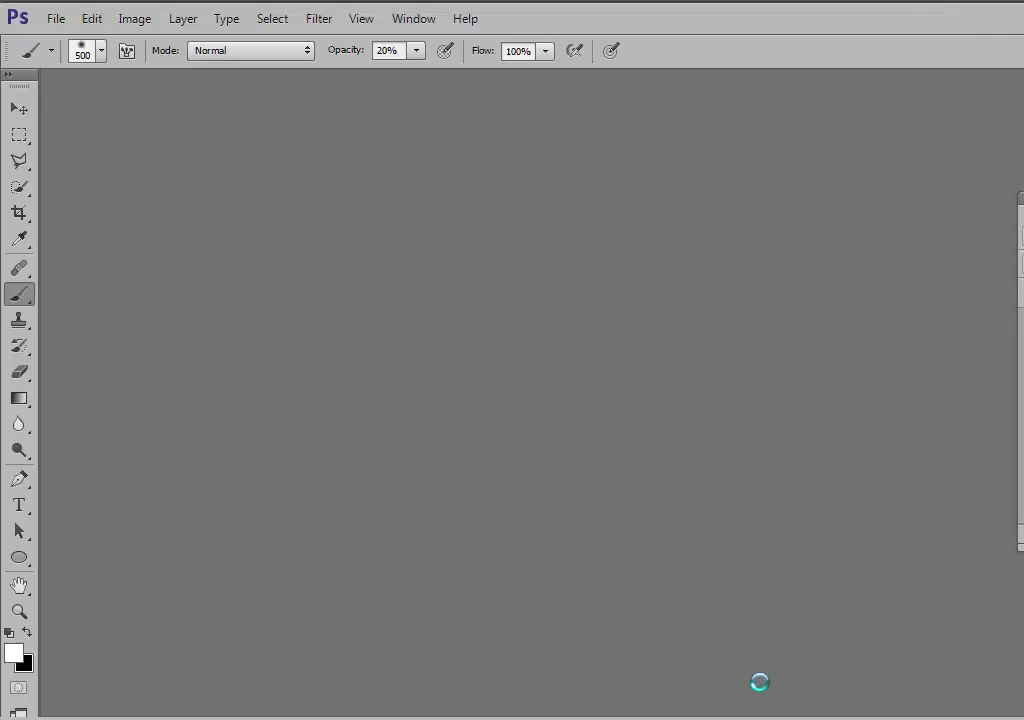 Ps File Edit Image Layer Type Select Filter View Window Help
500 Mode: Normal Opacity: 20% Flow: 100%
T